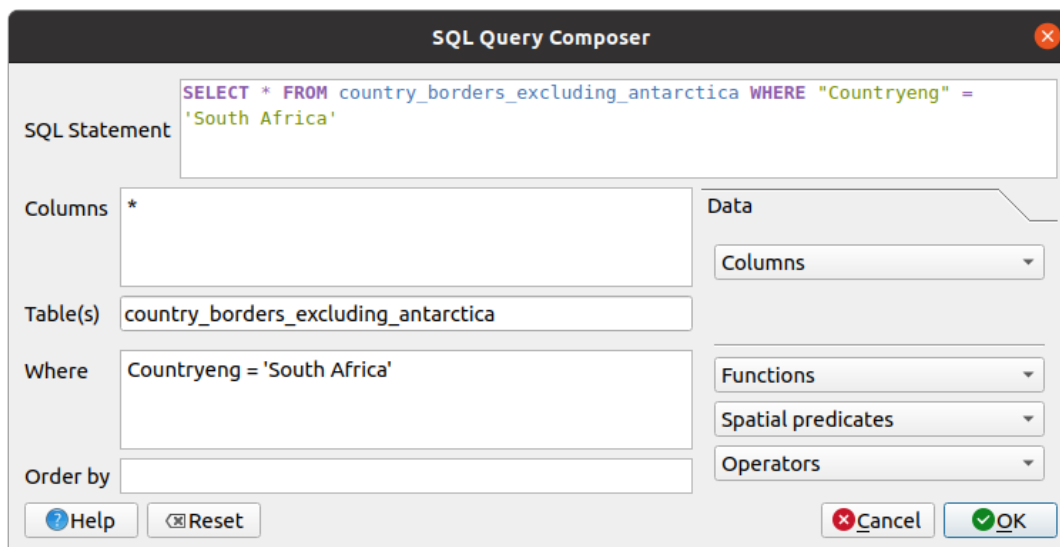 SQL Query Composer
SQL Statement
SELECT * FROM country_borders_excluding_antarctica WHERE "Countryeng" =
'South Africa'
Columns
*
Data
Columns
Table(s)
country_borders_excluding_antarctica
Where
Countryeng = 'South Africa'
Functions
Spatial predicates
Operators
Order by
Help
Reset
Cancel
OK